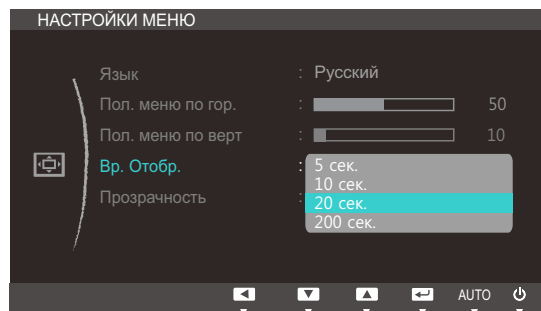 НАСТРОЙКИ МЕНЮ
Язык : Русский
Пол. меню по гор. : 50
Пол. меню по верт : 10
Вр. Отобр. : 5 сек.
10 сек.
20 сек.
Прозрачность :
200 сек.
AUTO